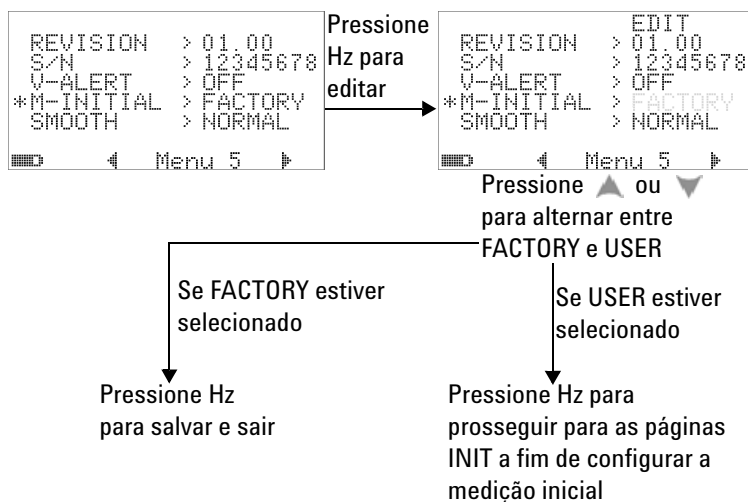 REVISION > 01.00
S/N > 12345678
V-ALERT > OFF
*M-INITIAL > FACTORY
SMOOTH > NORMAL
Menu 5
Pressione
Hz para
editar
EDIT
REVISION > 01.00
S/N > 12345678
V-ALERT > OFF
*M-INITIAL > FACTORY
SMOOTH > NORMAL
Menu 5
Pressione ou
para alternar entre
FACTORY e USER
Se FACTORY estiver
selecionado
Se USER estiver
selecionado
Pressione Hz
para salvar e sair
Pressione Hz para
prosseguir para as páginas
INIT a fim de configurar a
medição inicial